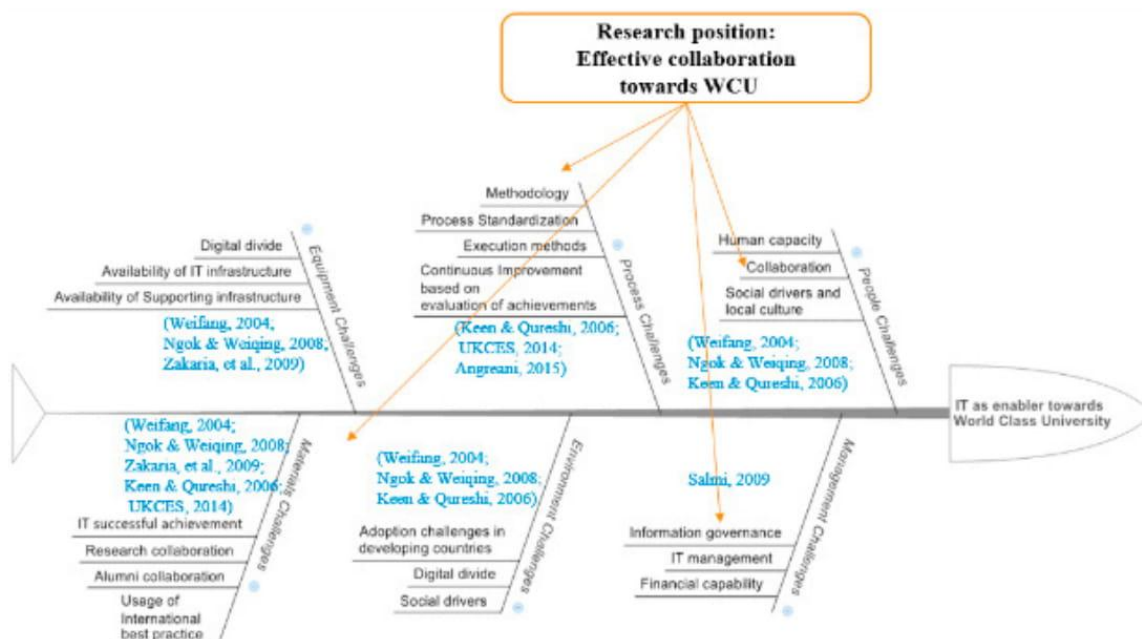 Research position:
Effective collaboration
towards WCU
Digital divide
Availability of IT infrastructure
Availability of Supporting infrastructure
(Weifang, 2004;
Ngok & Weiqing, 2008;
Zakaria, et al., 2009)
Equipment Challenges
Methodology
Process Standardization
Execution methods
Continuous Improvement
based on
evaluation of achievements
(Keen & Qureshi, 2006;
UKCES, 2014;
Angreani, 2015)
Process Challenges
Human capacity
Collaboration
Social drivers and
local culture
(Weifang, 2004;
Ngok & Weiqing, 2008;
Keen & Qureshi, 2006)
People Challenges
IT as enabler towards
World Class University
(Weifang, 2004;
Ngok & Weiqing, 2008;
Zakaria, et al., 2009;
Keen & Qureshi, 2006;
UKCES, 2014)
IT successful achievement
Research collaboration
Alumni collaboration
Usage of
International
best practice
Materials Challenges
(Weifang, 2004;
Ngok & Weiqing, 2008;
Keen & Qureshi, 2006)
Adoption challenges in
developing countries
Digital divide
Social drivers
Environment Challenges
Salmi, 2009
Information governance
IT management
Financial capability
Management Challenges